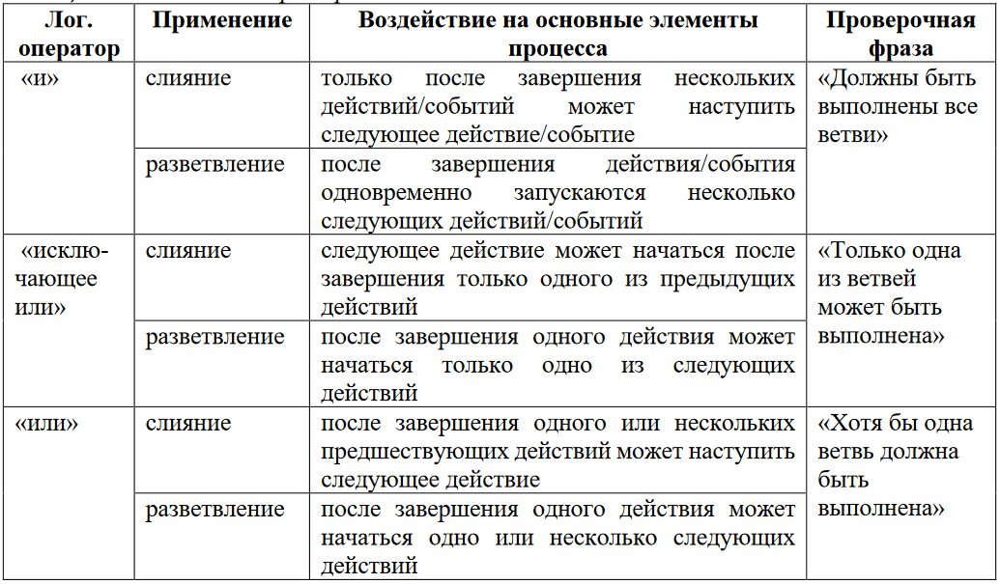 Лог. оператор
Применение
Воздействие на основные элементы процесса
Проверочная фраза
«и»
слияние
только после завершения нескольких
действий/событий может наступить
следующее действие/событие
«Должны быть
выполнены все
ветви»
разветвление
после завершения действия/события
одновременно запускаются несколько
следующих действий/событий
«исклю-
чающее
или»
слияние
следующее действие может начаться после
завершения только одного из предыдущих
действий
«Только одна
из ветвей
может быть
выполнена»
разветвление
после завершения одного действия может
начаться только одно из следующих
действий
«или»
слияние
после завершения одного или нескольких
предшествующих действий может наступить
следующее действие
«Хотя бы одна
ветвь должна
быть
выполнена»
разветвление
после завершения одного действия может
начаться одно или несколько следующих
действий